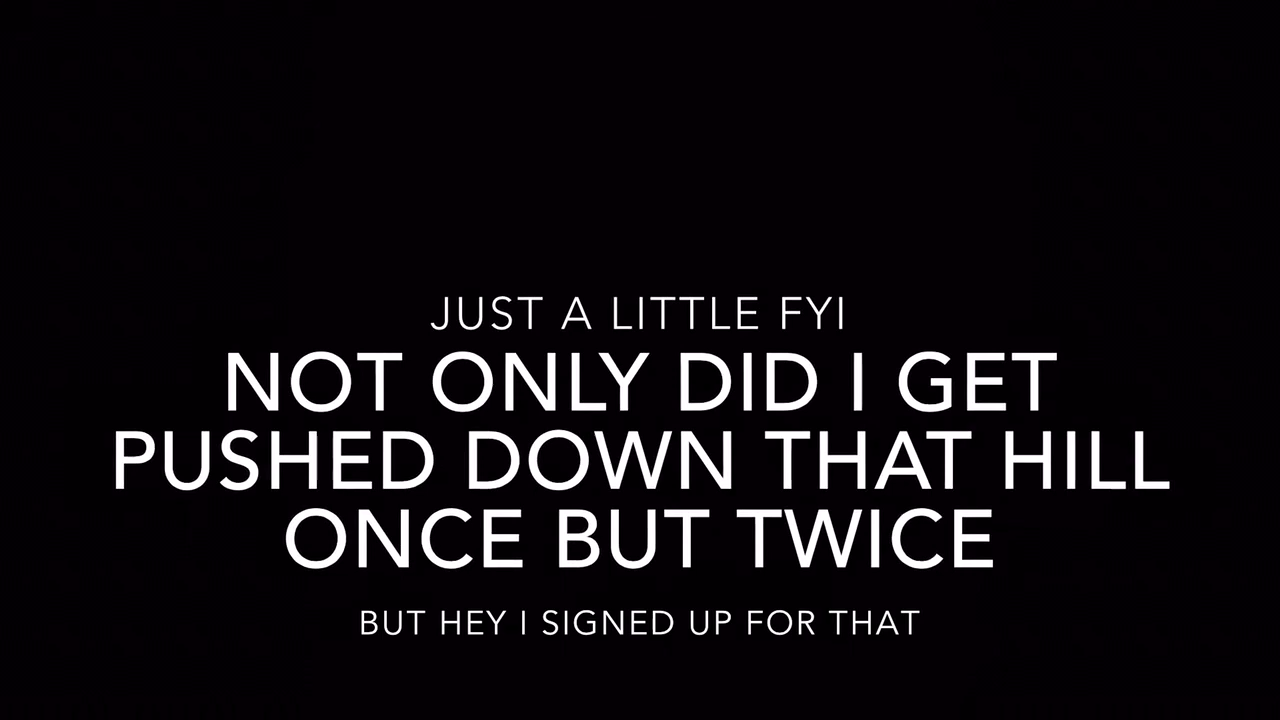 JUST A LITTLE FYI
NOT ONLY DID I GET
PUSHED DOWN THAT HILL
ONCE BUT TWICE
BUT HEY I SIGNED UP FOR THAT